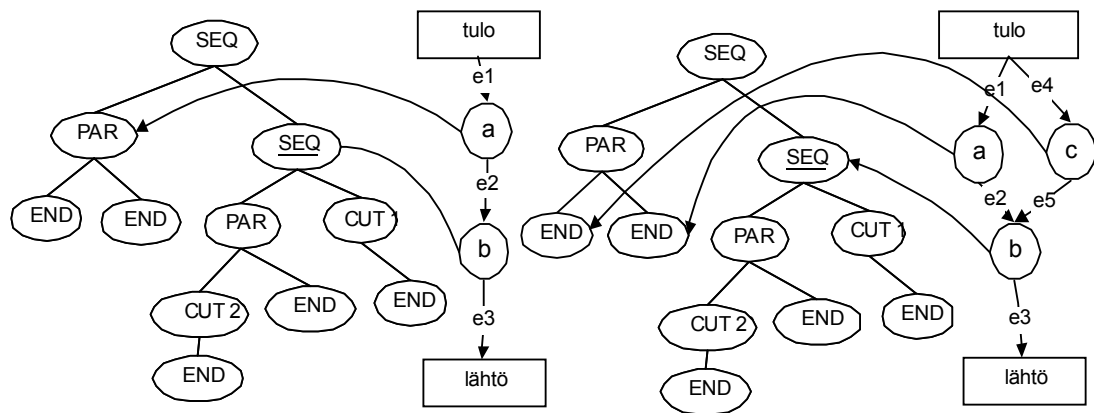 tulo
SEQ
e1
PAR
a
SEQ
e2
END
END
PAR
CUT 1
b
CUT 2
END
END
e3
END
lähtö
tulo
SEQ
e1
e4
PAR
a
c
SEQ
e2
e5
END
END
PAR
CUT 1
b
CUT 2
END
END
e3
END
lähtö